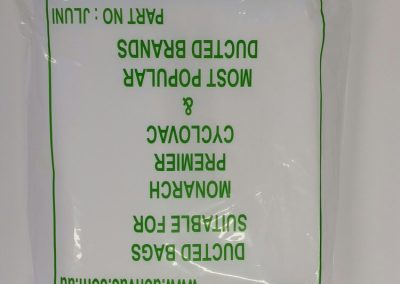 DUCTED BAGS
SUITABLE FOR
MONARCH
PREMIER
CYCLOVAC
&
MOST POPULAR
DUCTED BRANDS
PART NO : JLUNI